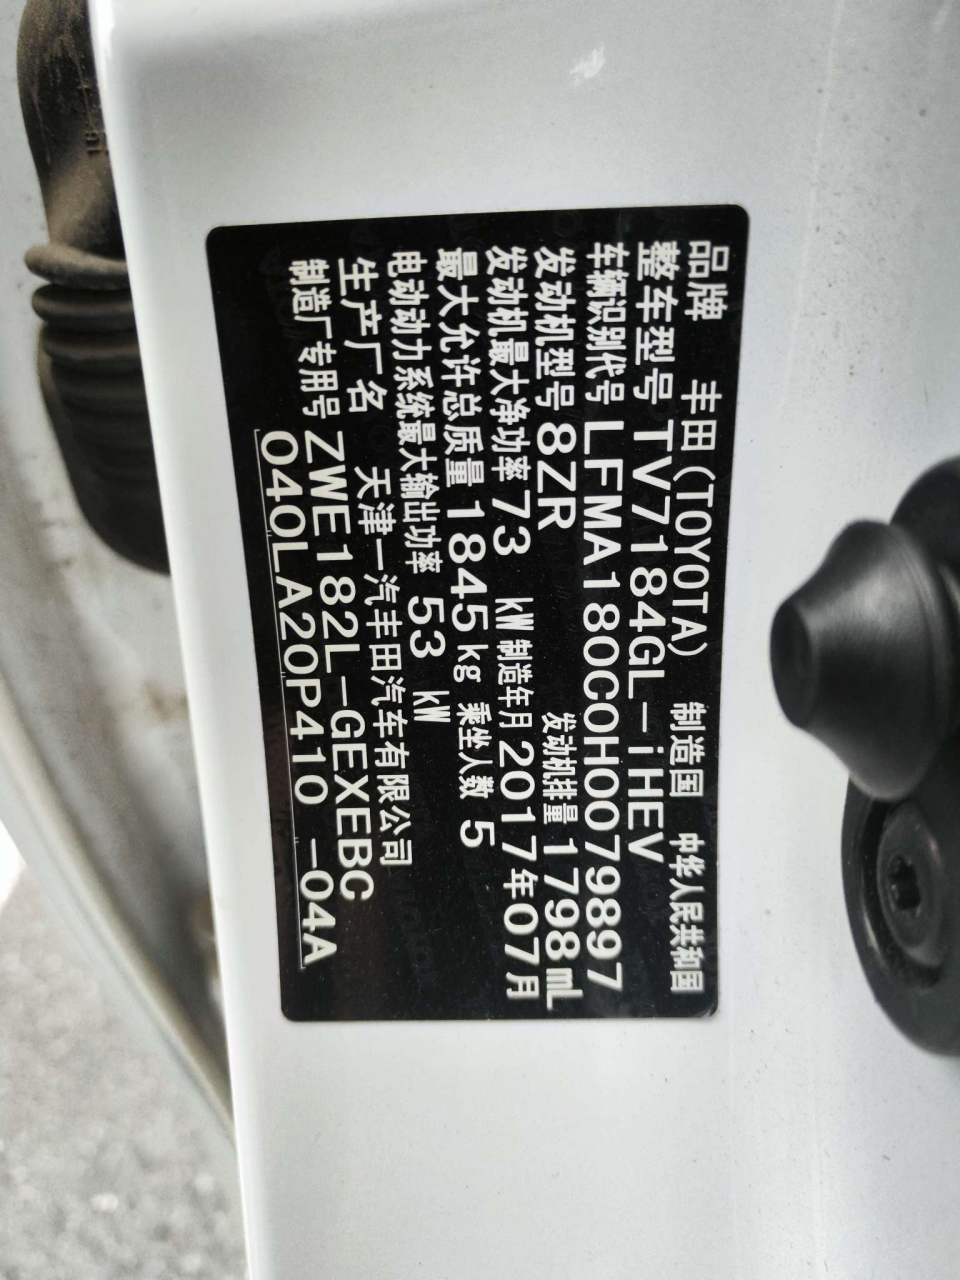 品牌 丰田(TOYOTA) 制造国 中华人民共和国
整车型号 TV7184GL-iHEV
车辆识别代号 LFMA180C0H0079897
发动机型号 8ZR 发动机排量 1798mL
发动机最大净功率 73 kW 制造年月 2017年07月
最大允许总质量 1845kg 乘坐人数 5
电动动力系统最大输出功率 53 kW
生产厂名 天津一汽丰田汽车有限公司
制造厂专用号 ZWE182L-GEXEBC
040LA20P410 -04A